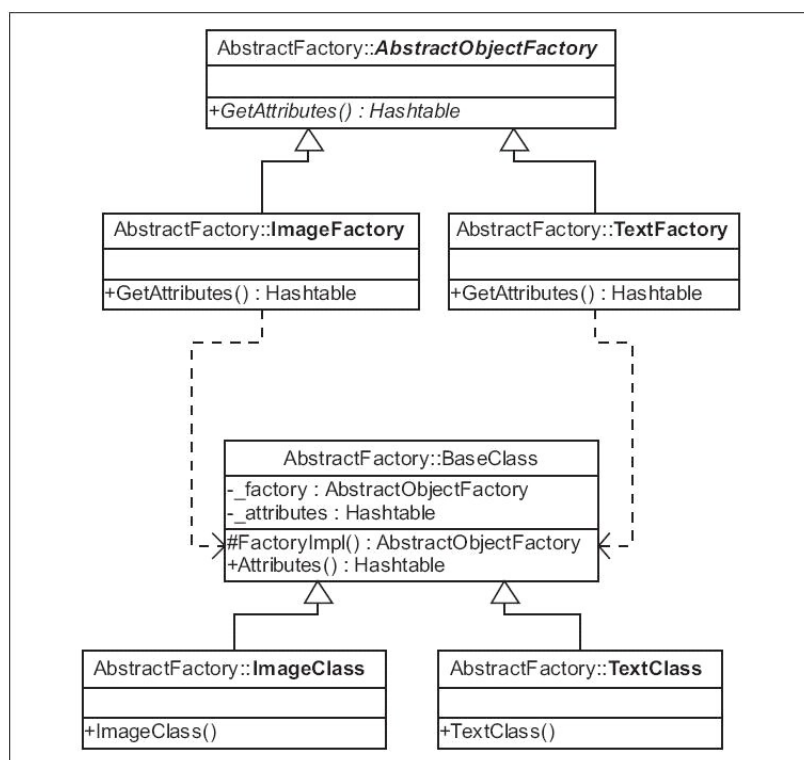 AbstractFactory::AbstractObjectFactory
+GetAttributes() : Hashtable
AbstractFactory::ImageFactory
+GetAttributes() : Hashtable
AbstractFactory::TextFactory
+GetAttributes() : Hashtable
AbstractFactory::BaseClass
-_factory : AbstractObjectFactory
-_attributes : Hashtable
#FactoryImpl() : AbstractObjectFactory
+Attributes() : Hashtable
AbstractFactory::ImageClass
+ImageClass()
AbstractFactory::TextClass
+TextClass()